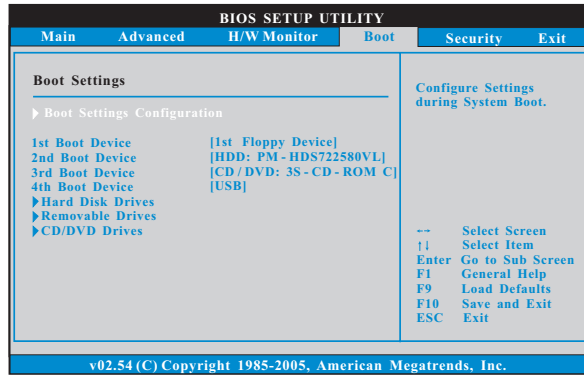 BIOS SETUP UTILITY
Main Advanced H/W Monitor Boot Security Exit
Boot Settings
Boot Settings Configuration
1st Boot Device [1st Floppy Device]
2nd Boot Device [HDD: PM - HDS722580VL]
3rd Boot Device [CD / DVD: 3S - CD - ROM C]
4th Boot Device [USB]
Hard Disk Drives
Removable Drives
CD/DVD Drives
Configure Settings
during System Boot.
←→ Select Screen
↑↓ Select Item
Enter Go to Sub Screen
F1 General Help
F9 Load Defaults
F10 Save and Exit
ESC Exit
v02.54 (C) Copyright 1985-2005, American Megatrends, Inc.